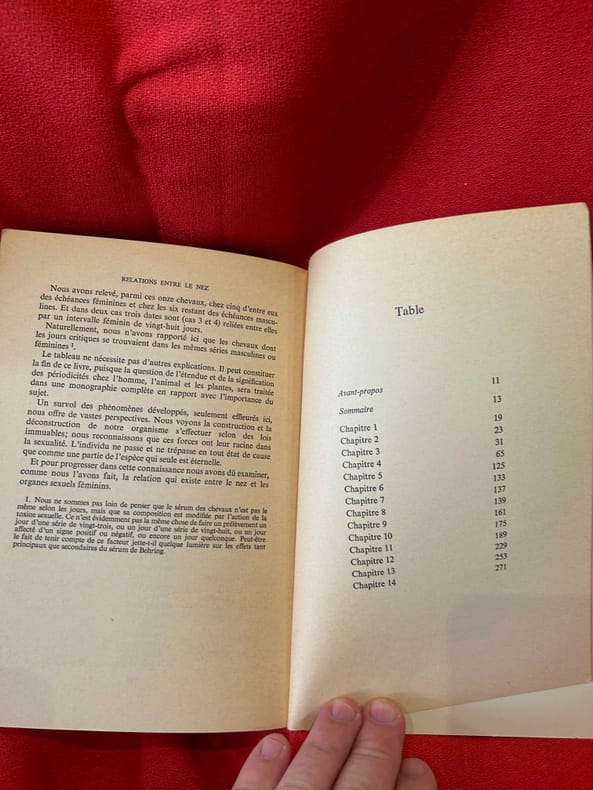 RELATIONS ENTRE LE NEZ
Nous avons relevé, parmi ces onze chevaux, chez cinq d'entre eux
des échéances féminines et chez les six restant des échéances mascu-
lines. Et dans deux cas trois dates sont (cas 3 et 4) reliées entre elles
par un intervalle féminin de vingt-huit jours.
Naturellement, nous n'avons rapporté ici que les chevaux dont
les jours critiques se trouvaient dans les mêmes séries masculines ou
féminines ¹.
Le tableau ne nécessite pas d'autres explications. Il peut constituer
la fin de ce livre, puisque la question de l'étendue et de la signification
des périodicités chez l'homme, l'animal et les plantes, sera traitée
dans une monographie complète en rapport avec l'importance du
sujet.
Un survol des phénomènes développés, seulement effleurés ici,
nous offre de vastes perspectives. Nous voyons la construction et la
déconstruction de notre organisme s'effectuer selon des lois
immuables; nous reconnaissons que ces forces ont leur racine dans
la sexualité. L'individu ne passe et ne trépasse en tout état de cause
que comme une partie de l'espèce qui seule est éternelle.
Et pour progresser dans cette connaissance nous avons dû examiner,
comme nous l'avons fait, la relation qui existe entre le nez et les
organes sexuels féminins.
1. Nous ne sommes pas loin de penser que le sérum des chevaux n'est pas le
même selon les jours, mais que sa composition est modifiée par l'action de la
toxine sexuelle. Ce n'est évidemment pas la même chose de faire un prélèvement un
jour d'une série de vingt-trois, ou un jour d'une série de vingt-huit, ou un jour
affecté d'un signe positif ou négatif, ou encore un jour quelconque. Peut-être
le fait de tenir compte de ce facteur jette-t-il quelque lumière sur les effets tant
principaux que secondaires du sérum de Behring.
Table
Avant-propos 11
Sommaire 13
Chapitre 1 19
Chapitre 2 23
Chapitre 3 31
Chapitre 4 65
Chapitre 5 125
Chapitre 6 133
Chapitre 7 137
Chapitre 8 139
Chapitre 9 161
Chapitre 10 175
Chapitre 11 189
Chapitre 12 229
Chapitre 13 253
Chapitre 14 271